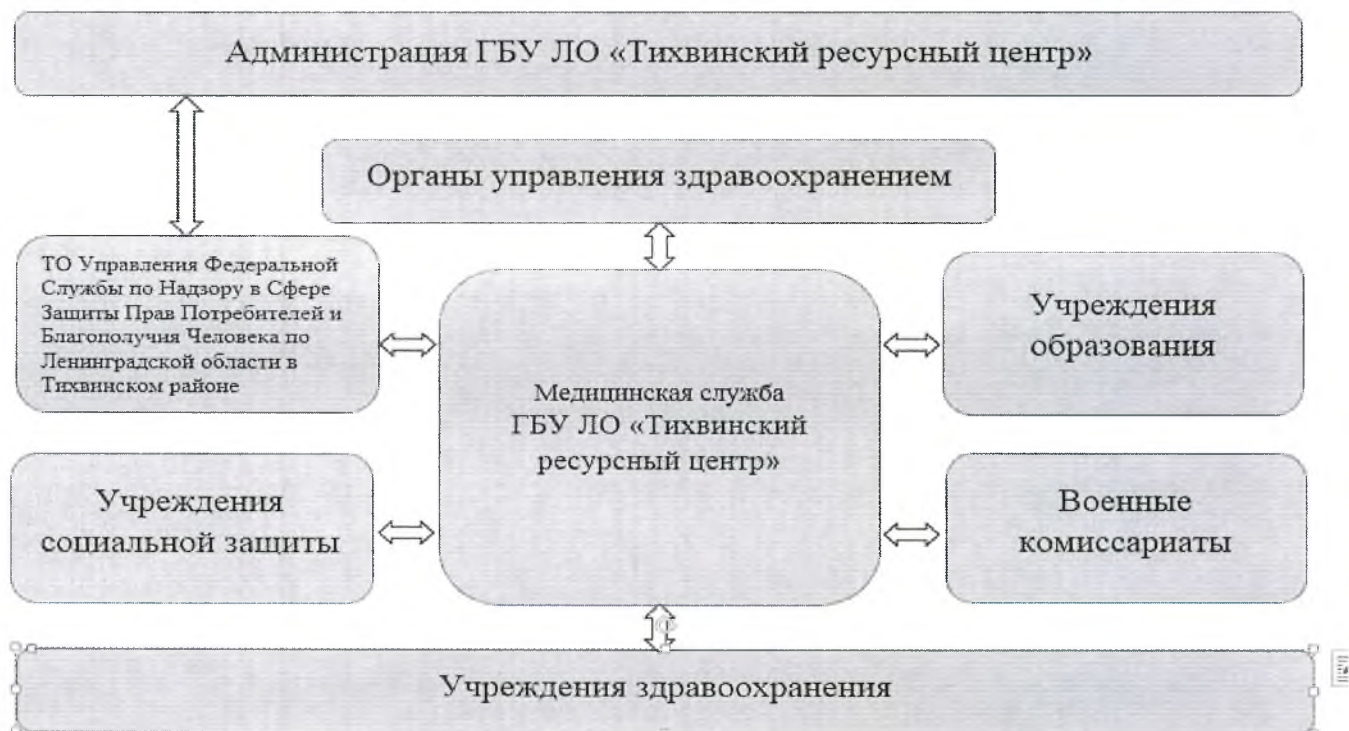 Администрация ГБУ ЛО «Тихвинский ресурсный центр»
Органы управления здравоохранением
ТО Управления Федеральной
Службы по Надзору в Сфере
Защиты Прав Потребителей и
Благополучия Человека по
Ленинградской области в
Тихвинском районе
Учреждения
образования
Медицинская служба
ГБУ ЛО «Тихвинский
ресурсный центр»
Учреждения
социальной защиты
Военные
комиссариаты
Учреждения здравоохранения